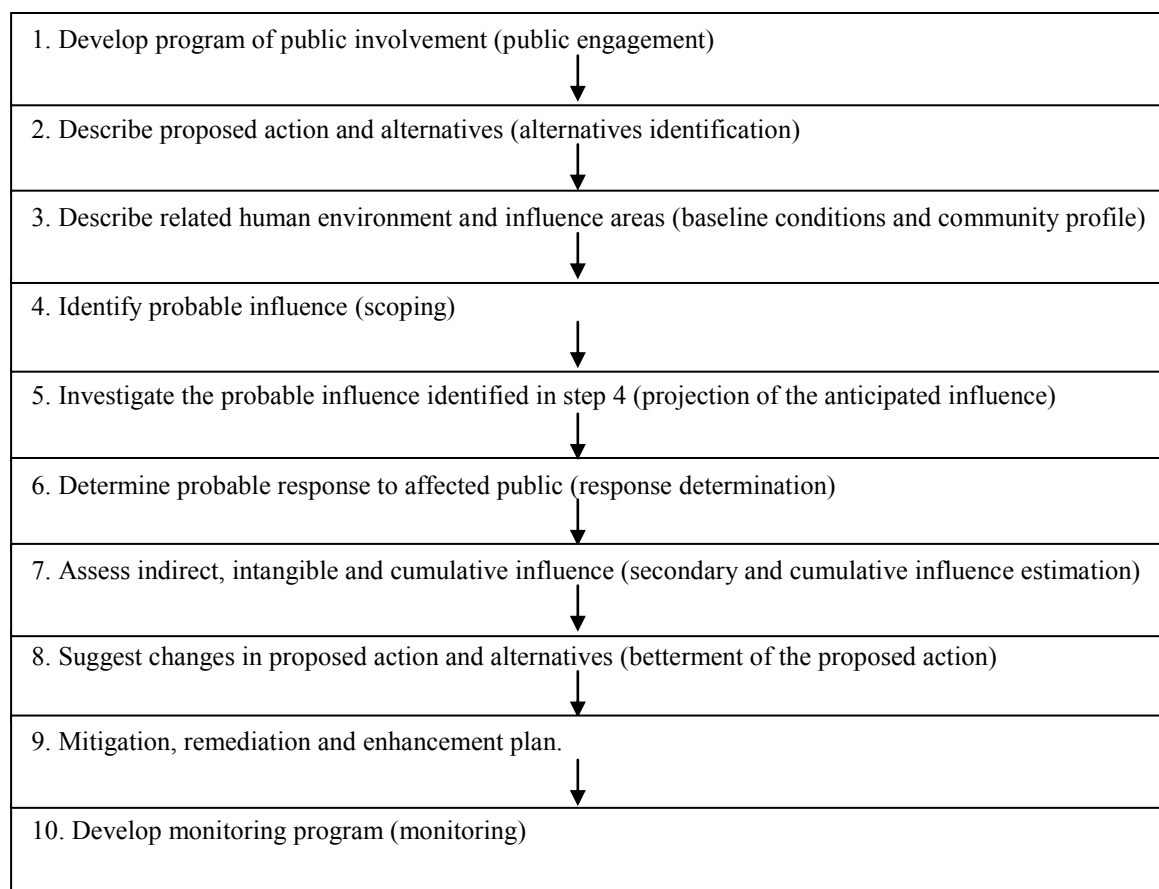 1. Develop program of public involvement (public engagement)
2. Describe proposed action and alternatives (alternatives identification)
3. Describe related human environment and influence areas (baseline conditions and community profile)
4. Identify probable influence (scoping)
5. Investigate the probable influence identified in step 4 (projection of the anticipated influence)
6. Determine probable response to affected public (response determination)
7. Assess indirect, intangible and cumulative influence (secondary and cumulative influence estimation)
8. Suggest changes in proposed action and alternatives (betterment of the proposed action)
9. Mitigation, remediation and enhancement plan.
10. Develop monitoring program (monitoring)